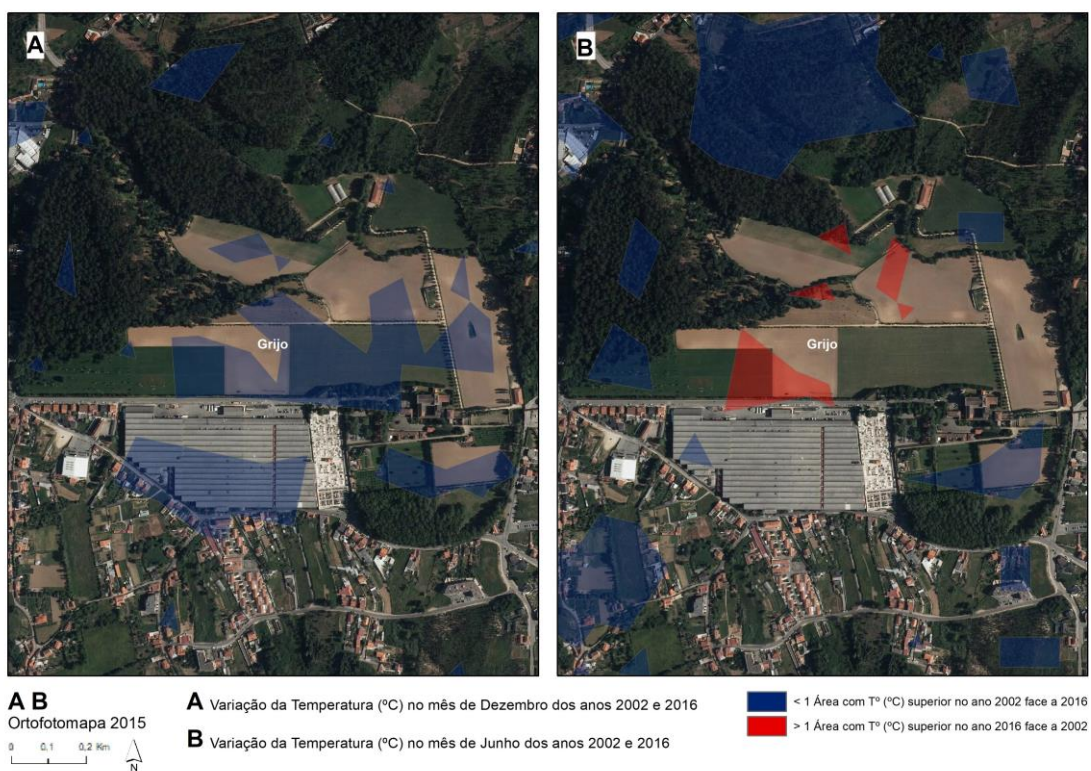 A
B
Grijo
Grijo
A B
Ortofotomapa 2015
0 0,1 0,2 Km
N
A Variação da Temperatura (ºC) no mês de Dezembro dos anos 2002 e 2016
B Variação da Temperatura (ºC) no mês de Junho dos anos 2002 e 2016
< 1 Área com Tº (ºC) superior no ano 2002 face a 2016
> 1 Área com Tº (ºC) superior no ano 2016 face a 2002